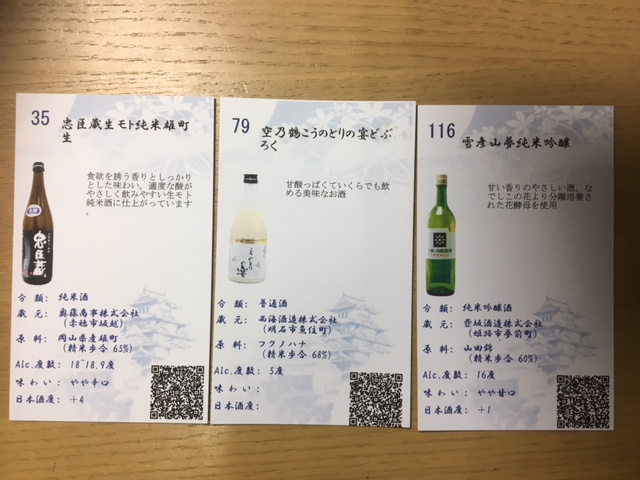 35
忠臣蔵生モト純米雄町
生
食欲を誘う香りとしっかり
とした味わい。適度な酸が
やさしく飲みやすい生モト
純米酒に仕上がっています
。
忠臣蔵
分類: 純米酒
蔵元: 奥藤商事株式会社
(赤穂市坂越)
原料: 岡山県産雄町
(精米歩合 65%)
Alc.度数: 18~18.9度
味わい: やや辛口
日本酒度: +4
79
空乃鶴こうのとりの宴どぶ
ろく
甘酸っぱくていくらでも飲
める美味なお酒
分類: 普通酒
蔵元: 西海酒造株式会社
(明石市魚住町)
原料: フクノハナ
(精米歩合 68%)
Alc.度数: 5度
味わい:
日本酒度:
116
雪彦山夢純米吟醸
甘い香りのやさしい酒。な
でしこの花より分離培養さ
れた花酵母を使用
分類: 純米吟醸酒
蔵元: 壺坂酒造株式会社
(姫路市夢前町)
原料: 山田錦
(精米歩合 60%)
Alc.度数: 16度
味わい: やや甘口
日本酒度: +1